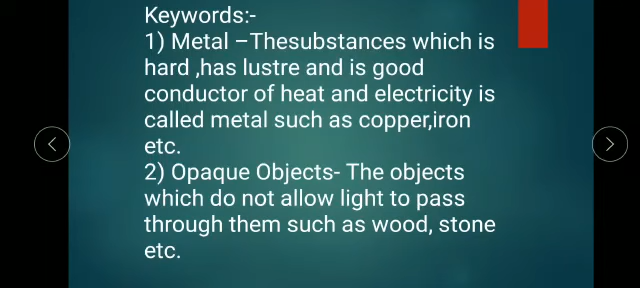 Keywords:-
1) Metal –Thesubstances which is
hard ,has lustre and is good
conductor of heat and electricity is
called metal such as copper,iron
etc.
2) Opaque Objects- The objects
which do not allow light to pass
through them such as wood, stone
etc.